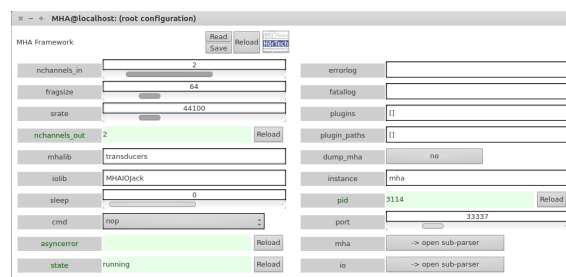 × − + MHA@localhost: (root configuration)
MHA Framework
Read
Save
Reload
HörTech
nchannels_in
2
fragsize
64
srate
44100
nchannels_out
2
Reload
mhalib
transducers
iolib
MHAIOJack
sleep
0
cmd
nop
asyncerror
Reload
state
running
Reload
errorlog
fatallog
plugins
[]
plugin_paths
[]
dump_mha
no
instance
mha
pid
3114
Reload
port
33337
mha
-> open sub-parser
io
-> open sub-parser